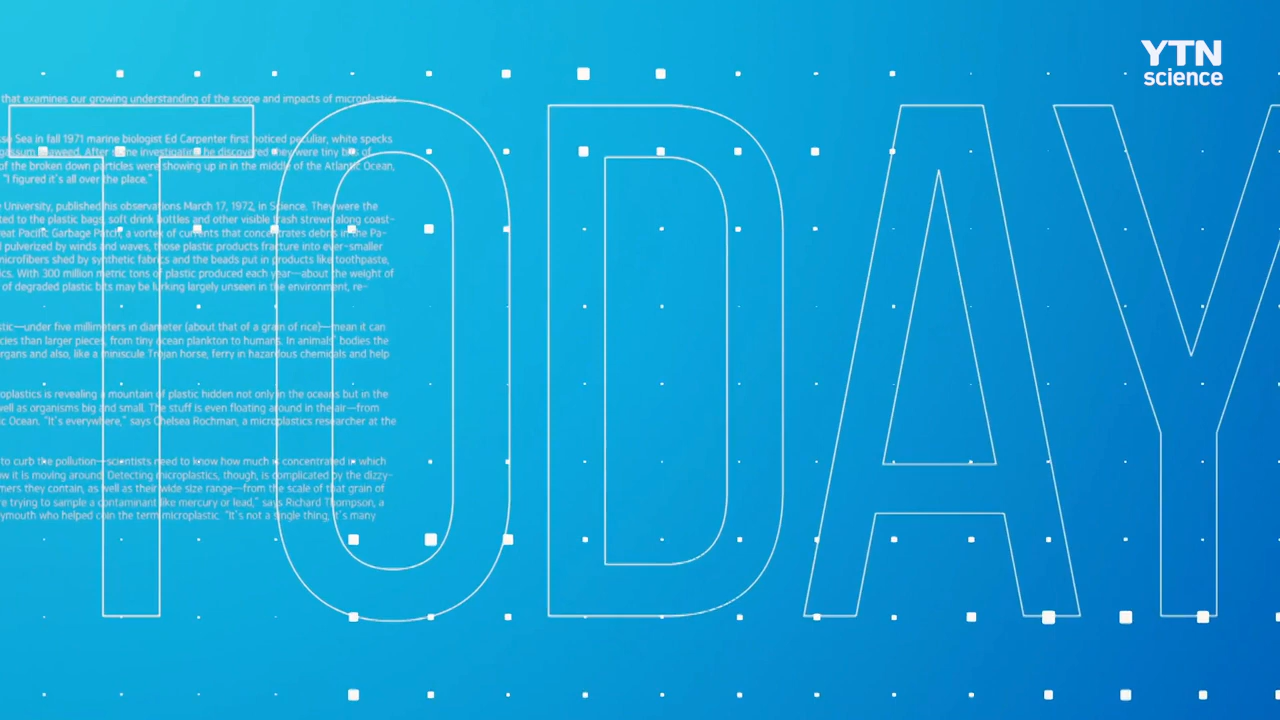 YTN
science
TODAY
that examines our growing understanding of the scope and impacts of microplastics
Sea in fall 1971 marine biologist Ed Carpenter first noticed peculiar, white specks
seaweed. After some investigating he discovered they were tiny bits of
of the broken down particles were showing up in in the middle of the Atlantic Ocean,
"I figured it's all over the place,"
University, published his observations March 17, 1972, in Science. They were the
ted to the plastic bags, soft drink bottles and other visible trash strewn along coast-
eat Pacific Garbage Patch, a vortex of currents that concentrates debris in the Pa-
pulverized by winds and waves, those plastic products fracture into ever-smaller
microfibers shed by synthetic fabrics and the beads put in products like toothpaste,
ics. With 300 million metric tons of plastic produced each year—about the weight of
of degraded plastic bits may be lurking largely unseen in the environment, re-
stic—under five millimeters in diameter (about that of a grain of rice)—mean it can
cies than larger pieces, from tiny ocean plankton to humans. In animals' bodies the
rgans and also, like a miniscule Trojan horse, ferry in hazardous chemicals and help
oplastics is revealing a mountain of plastic hidden not only in the oceans but in the
well as organisms big and small. The stuff is even floating around in the air—from
c Ocean. "It's everywhere," says Chelsea Rochman, a microplastics researcher at the
to curb the pollution—scientists need to know how much is concentrated in which
w it is moving around. Detecting microplastics, though, is complicated by the dizzy-
mers they contain, as well as their wide size range—from the scale of that grain of
re trying to sample a contaminant like mercury or lead," says Richard Thompson, a
ymouth who helped coin the term microplastic. "It's not a single thing, it's many